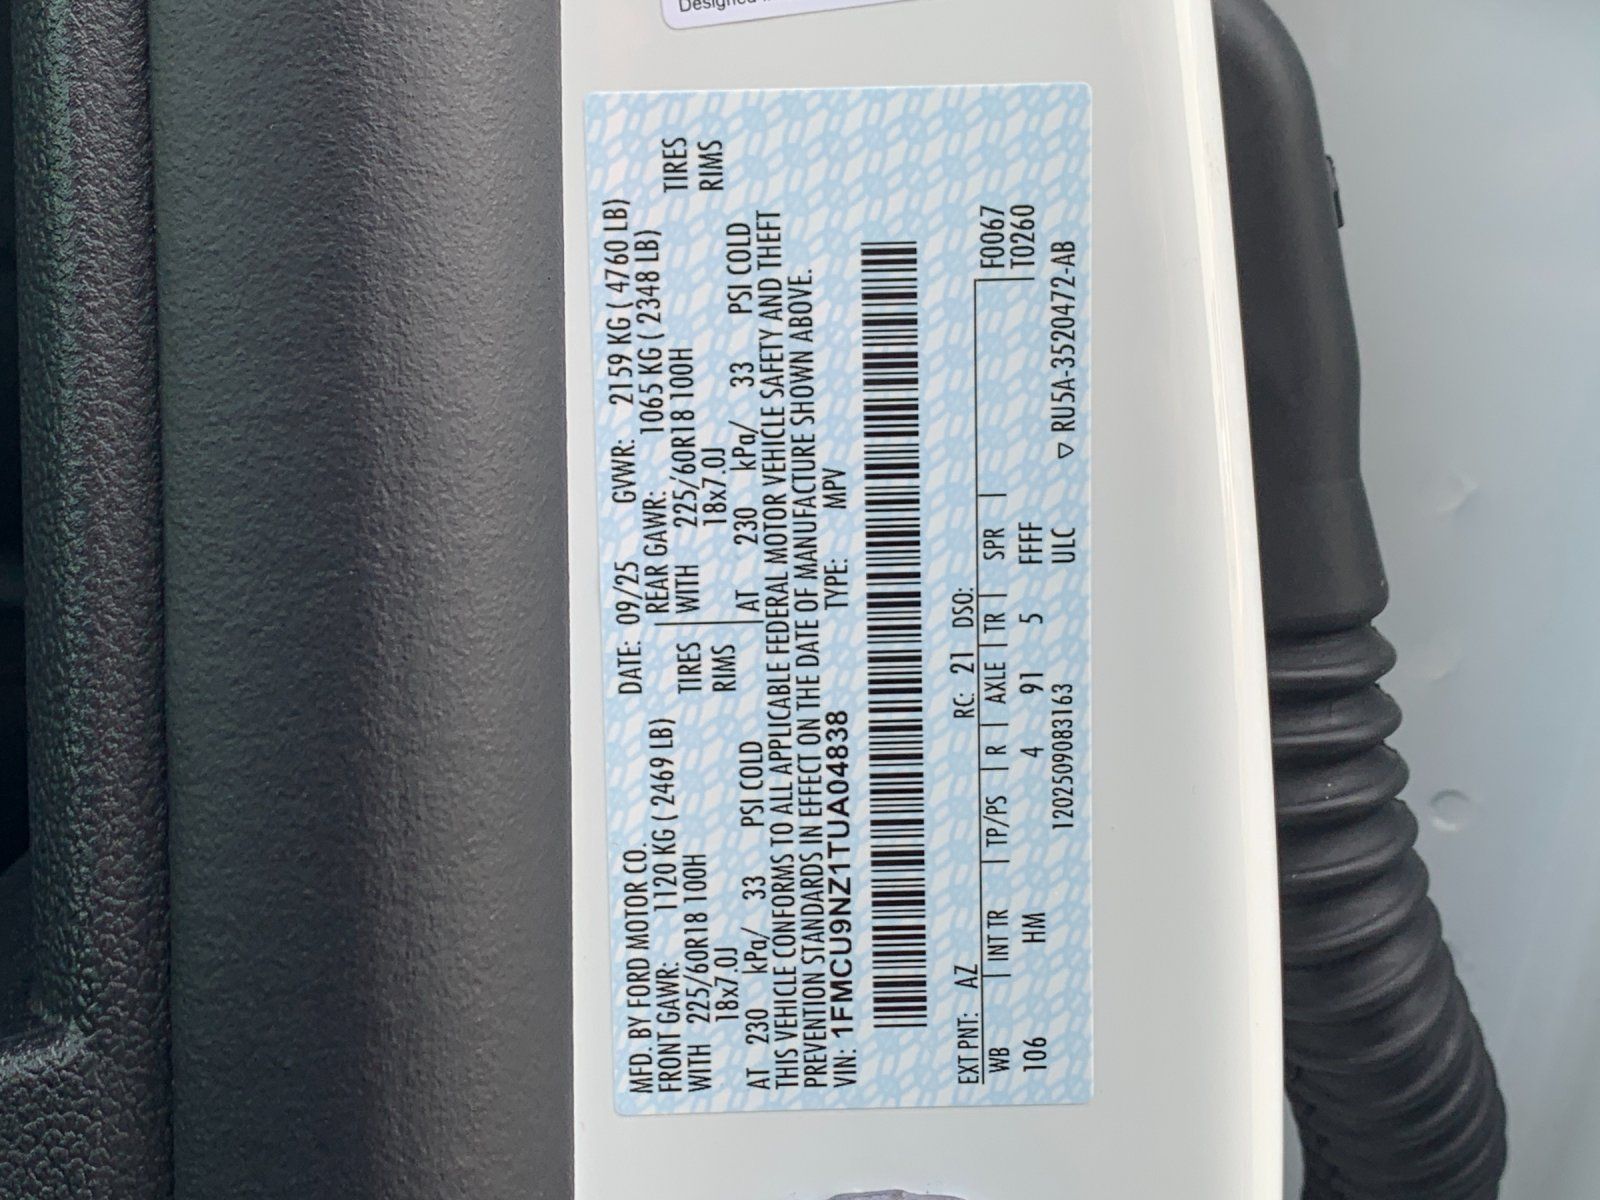 Designed
MFD. BY FORD MOTOR CO. DATE: 09/25 GVWR: 2159 KG ( 4760 LB)
FRONT GAWR: 1120 KG ( 2469 LB) REAR GAWR: 1065 KG ( 2348 LB)
WITH 225/60R18 100H TIRES WITH 225/60R18 100H TIRES
18x7.0J RIMS 18x7.0J RIMS
AT 230 kPa/ 33 PSI COLD AT 230 kPa/ 33 PSI COLD
THIS VEHICLE CONFORMS TO ALL APPLICABLE FEDERAL MOTOR VEHICLE SAFETY AND THEFT
PREVENTION STANDARDS IN EFFECT ON THE DATE OF MANUFACTURE SHOWN ABOVE.
VIN: 1FMCU9NZ1TUA04838 TYPE: MPV
EXT PNT: AZ RC: 21 DSO:
WB INT TR TP/PS R AXLE TR SPR F0067
106 HM 4 91 5 FFFF T0260
1202509083163 ULC ▽ RU5A-3520472-AB